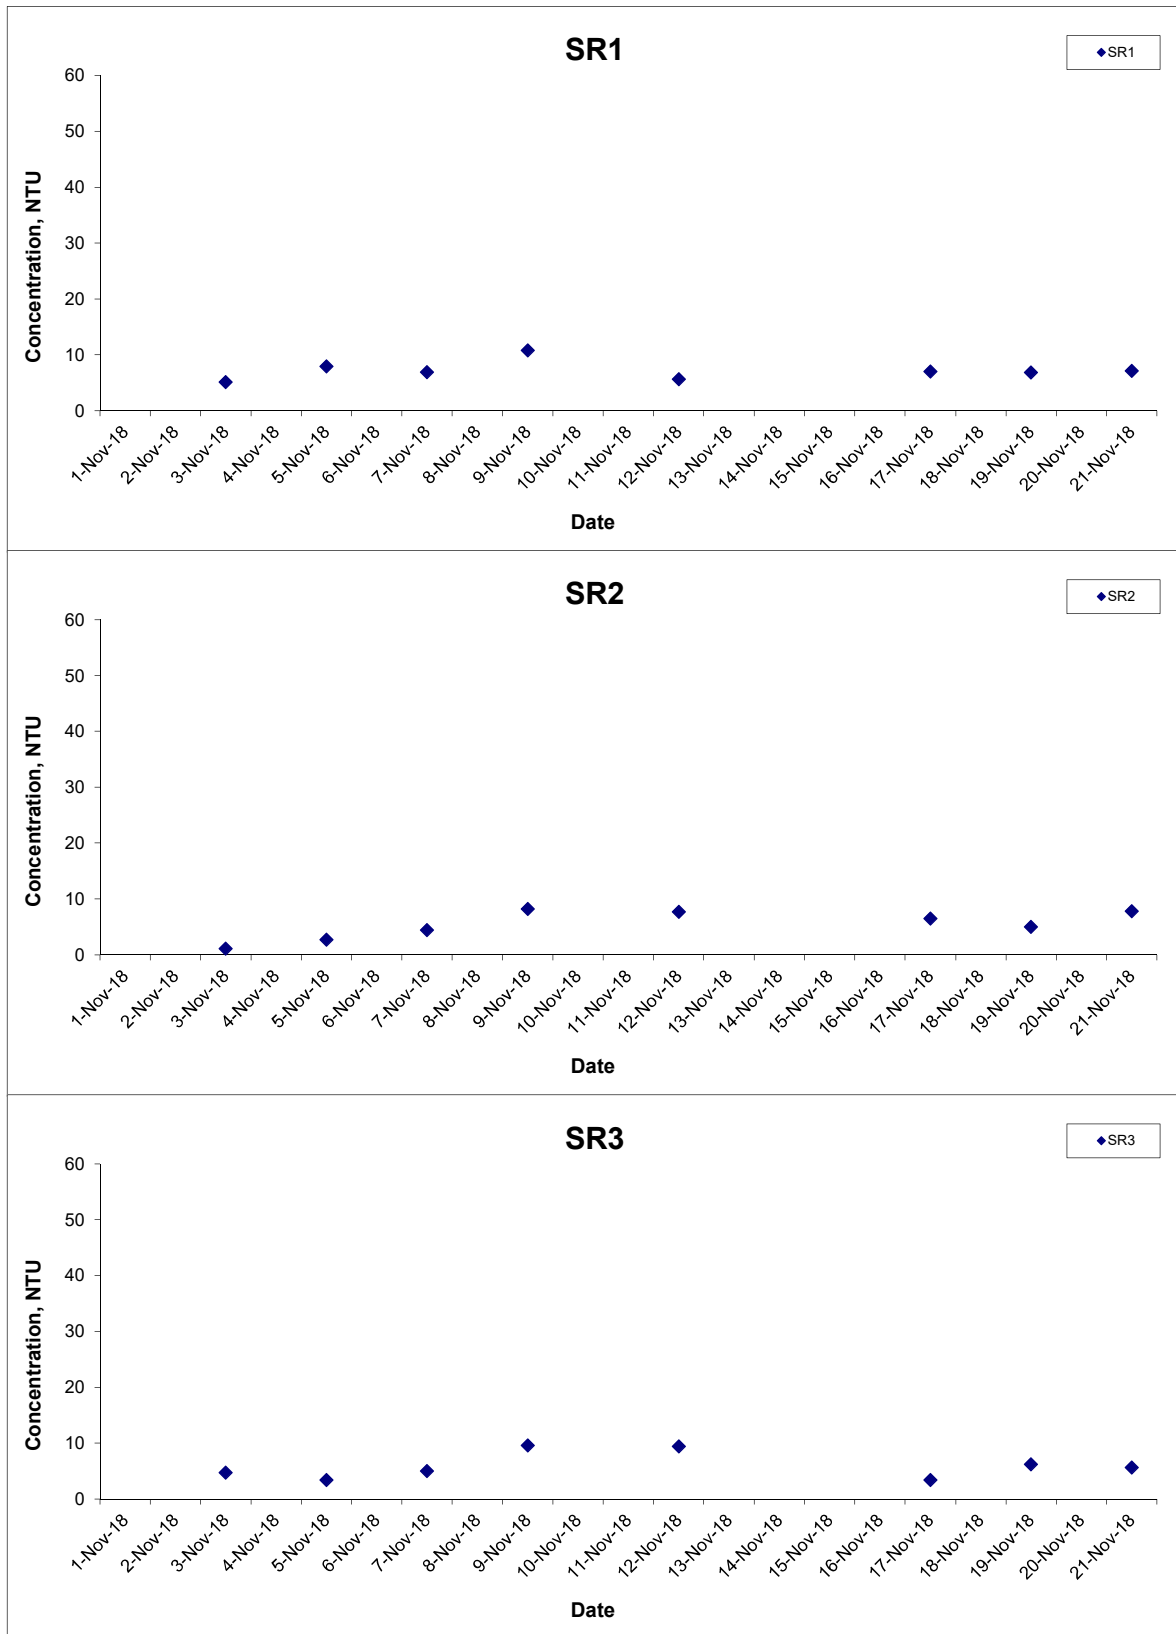 SR1
SR1
60
50
40
30
20
10
0
Concentration, NTU
1-Nov-18
2-Nov-18
3-Nov-18
4-Nov-18
5-Nov-18
6-Nov-18
7-Nov-18
8-Nov-18
9-Nov-18
10-Nov-18
11-Nov-18
12-Nov-18
13-Nov-18
14-Nov-18
15-Nov-18
16-Nov-18
17-Nov-18
18-Nov-18
19-Nov-18
20-Nov-18
21-Nov-18
Date
SR2
SR2
60
50
40
30
20
10
0
Concentration, NTU
1-Nov-18
2-Nov-18
3-Nov-18
4-Nov-18
5-Nov-18
6-Nov-18
7-Nov-18
8-Nov-18
9-Nov-18
10-Nov-18
11-Nov-18
12-Nov-18
13-Nov-18
14-Nov-18
15-Nov-18
16-Nov-18
17-Nov-18
18-Nov-18
19-Nov-18
20-Nov-18
21-Nov-18
Date
SR3
SR3
60
50
40
30
20
10
0
Concentration, NTU
1-Nov-18
2-Nov-18
3-Nov-18
4-Nov-18
5-Nov-18
6-Nov-18
7-Nov-18
8-Nov-18
9-Nov-18
10-Nov-18
11-Nov-18
12-Nov-18
13-Nov-18
14-Nov-18
15-Nov-18
16-Nov-18
17-Nov-18
18-Nov-18
19-Nov-18
20-Nov-18
21-Nov-18
Date